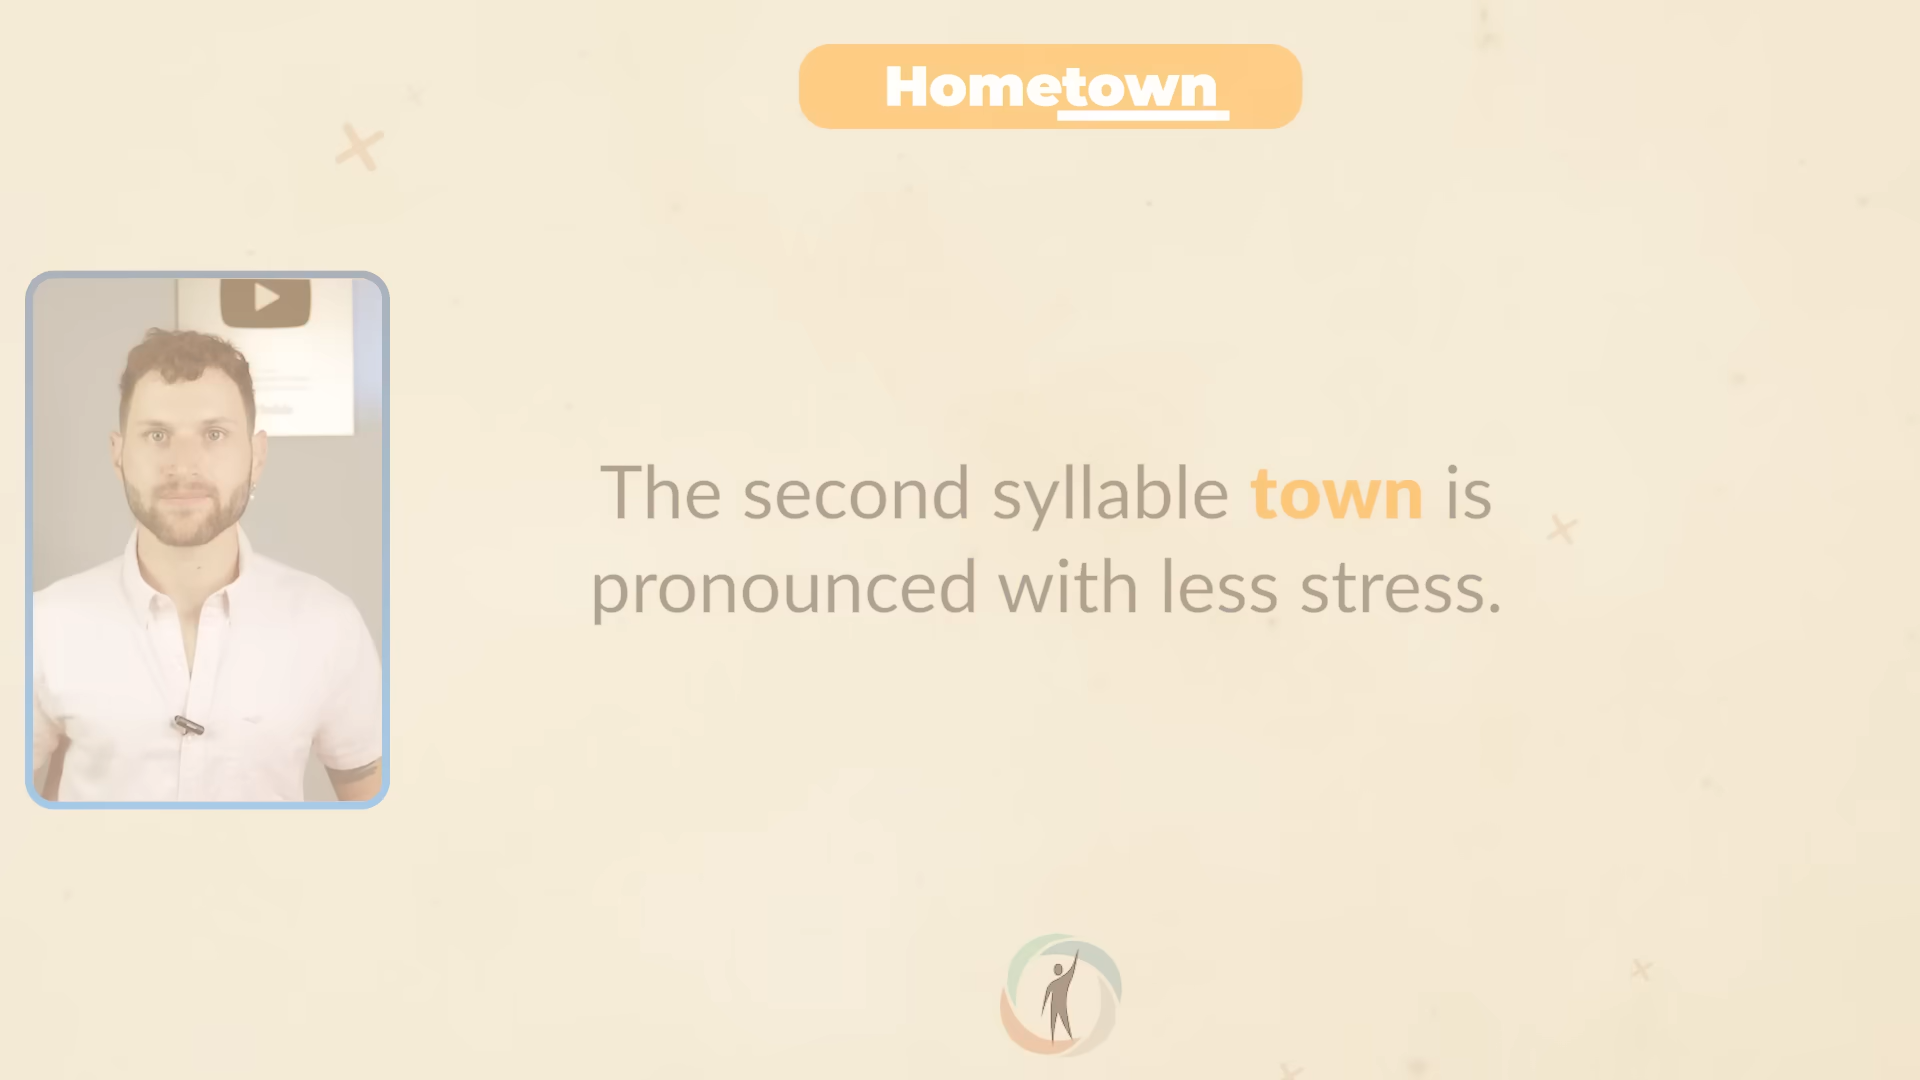 Hometown
The second syllable town is
pronounced with less stress.